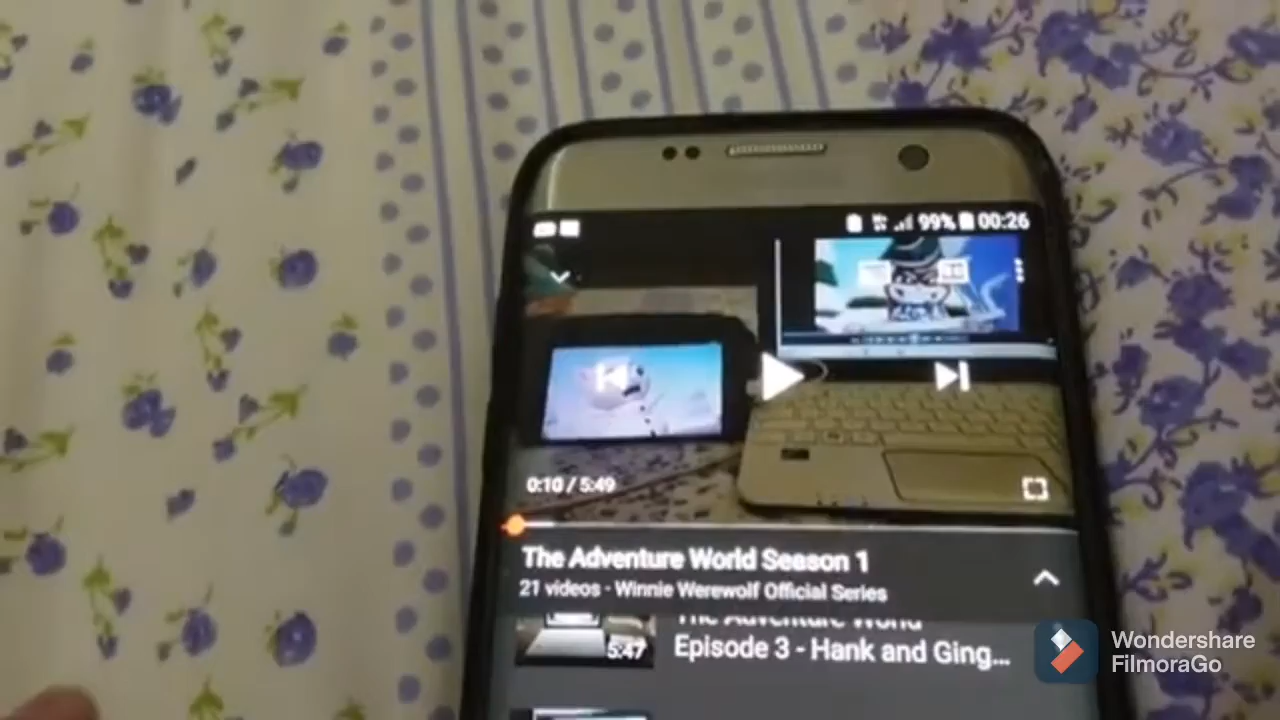 99% 00:26
0:10 / 5:49
The Adventure World Season 1
21 videos - Winnie Werewolf Official Series
The Adventure World
5:47
Episode 3 - Hank and Ging...
Wondershare
FilmoraGo